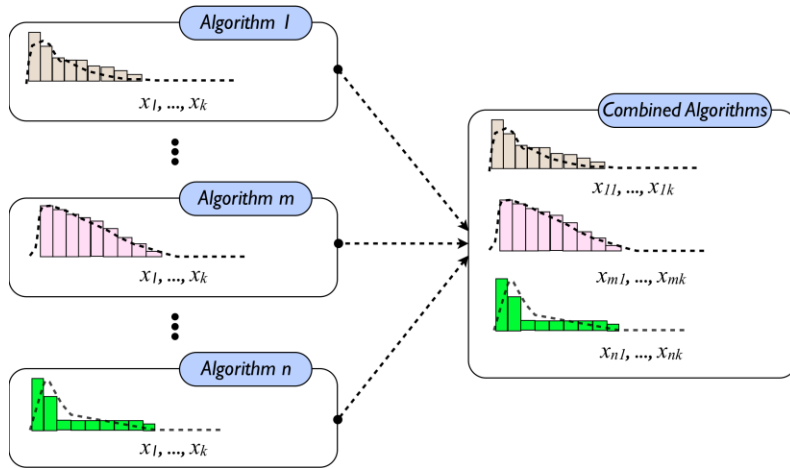 Algorithm 1
x1, ..., xk
Algorithm m
x1, ..., xk
Algorithm n
x1, ..., xk
Combined Algorithms
x11, ..., x1k
xm1, ..., xmk
xn1, ..., xnk